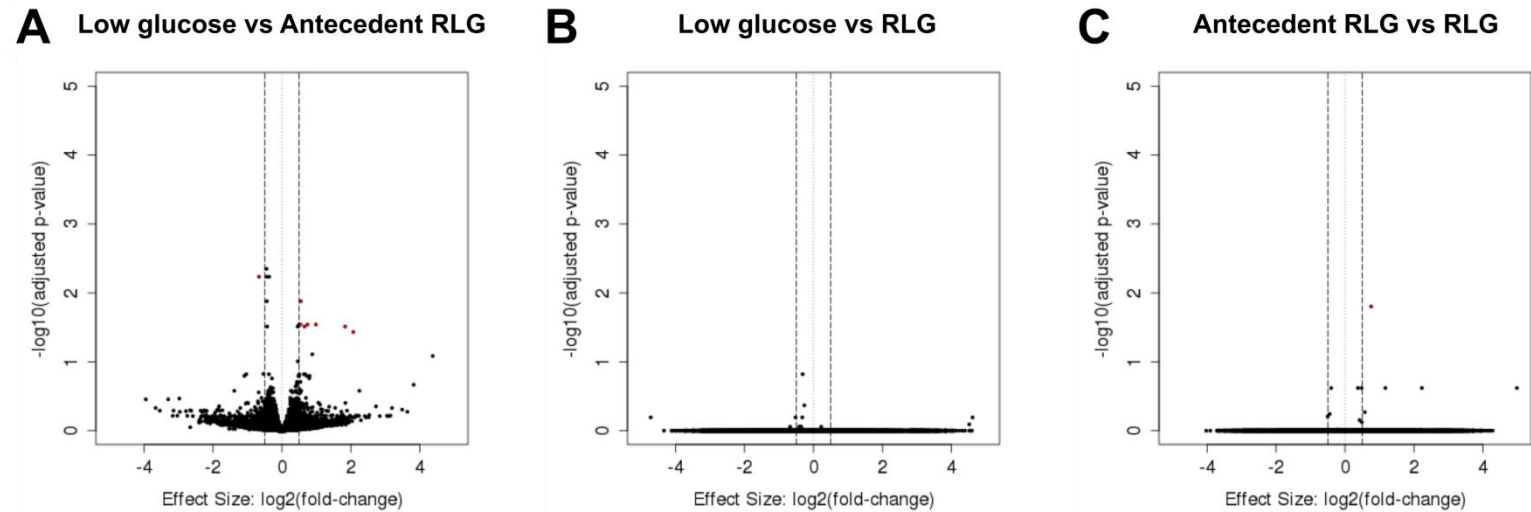 A Low glucose vs Antecedent RLG
B Low glucose vs RLG
C Antecedent RLG vs RLG
-log10(adjusted p-value)
5
4
3
2
1
0
-4 -2 0 2 4
Effect Size: log2(fold-change)
-log10(adjusted p-value)
5
4
3
2
1
0
-4 -2 0 2 4
Effect Size: log2(fold-change)
-log10(adjusted p-value)
5
4
3
2
1
0
-4 -2 0 2 4
Effect Size: log2(fold-change)